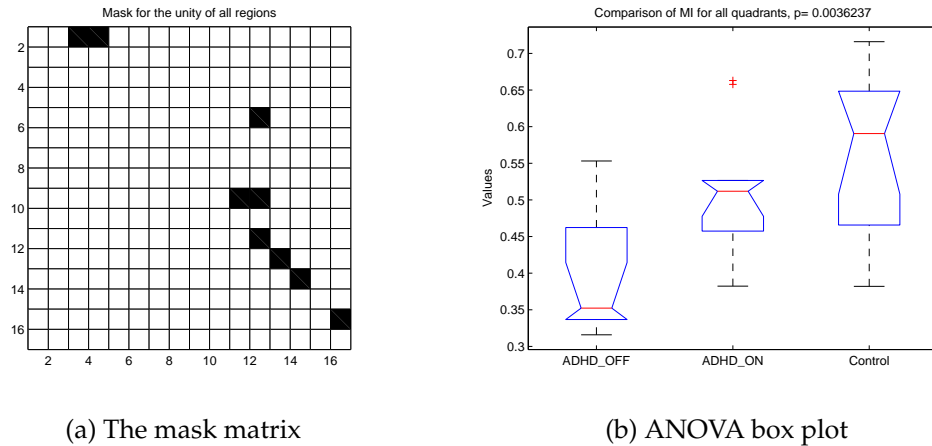 Mask for the unity of all regions
2
4
6
8
10
12
14
16
2 4 6 8 10 12 14 16
(a) The mask matrix
Comparison of MI for all quadrants, p= 0.0036237
Values
0.7
0.65
0.6
0.55
0.5
0.45
0.4
0.35
0.3
ADHD_OFF ADHD_ON Control
(b) ANOVA box plot